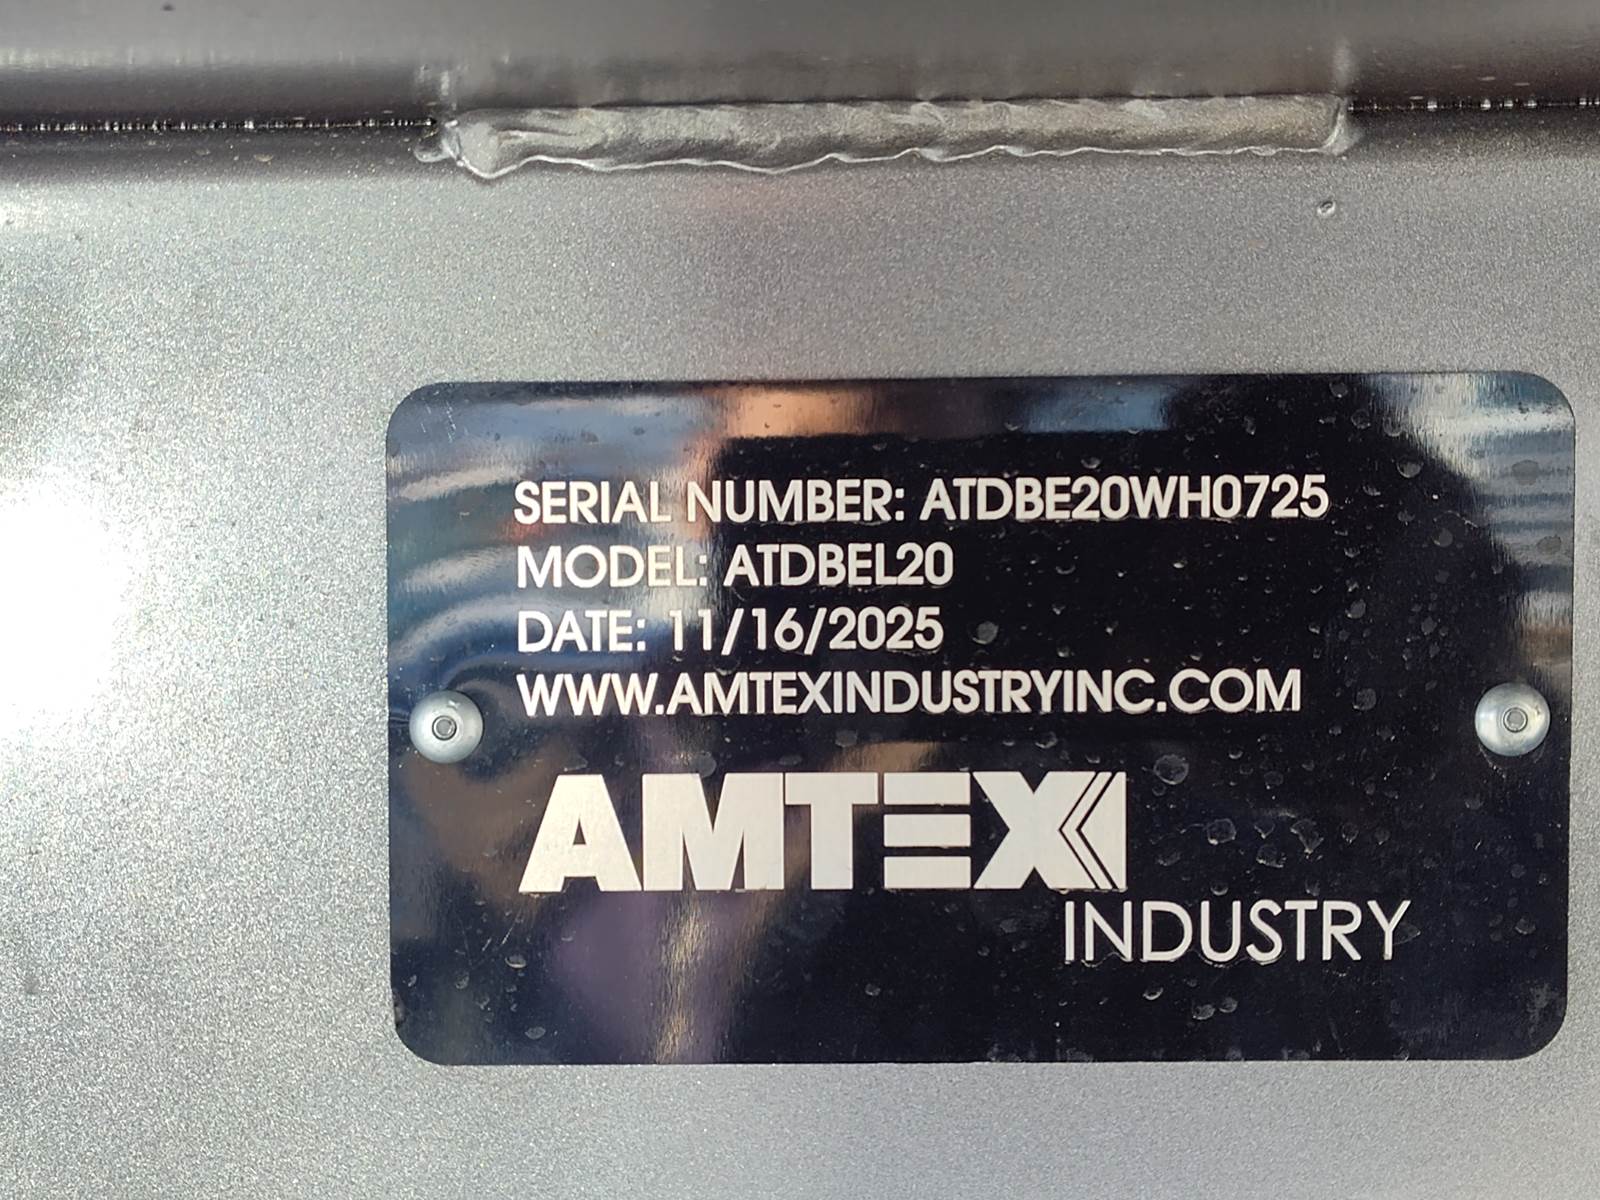 SERIAL NUMBER: ATDBE20WH0725
MODEL: ATDBEL20
DATE: 11/16/2025
WWW.AMTEXINDUSTRYINC.COM
AMTEX
INDUSTRY